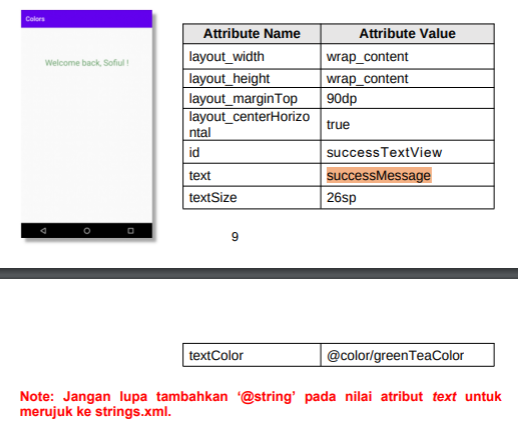 Colors
Welcome back, Sofiul !
Attribute Name Attribute Value
layout_width wrap_content
layout_height wrap_content
layout_marginTop 90dp
layout_centerHorizo
ntal true
id successTextView
text successMessage
textSize 26sp
9
textColor @color/greenTeaColor
Note: Jangan lupa tambahkan ‘@string’ pada nilai atribut text untuk
merujuk ke strings.xml.